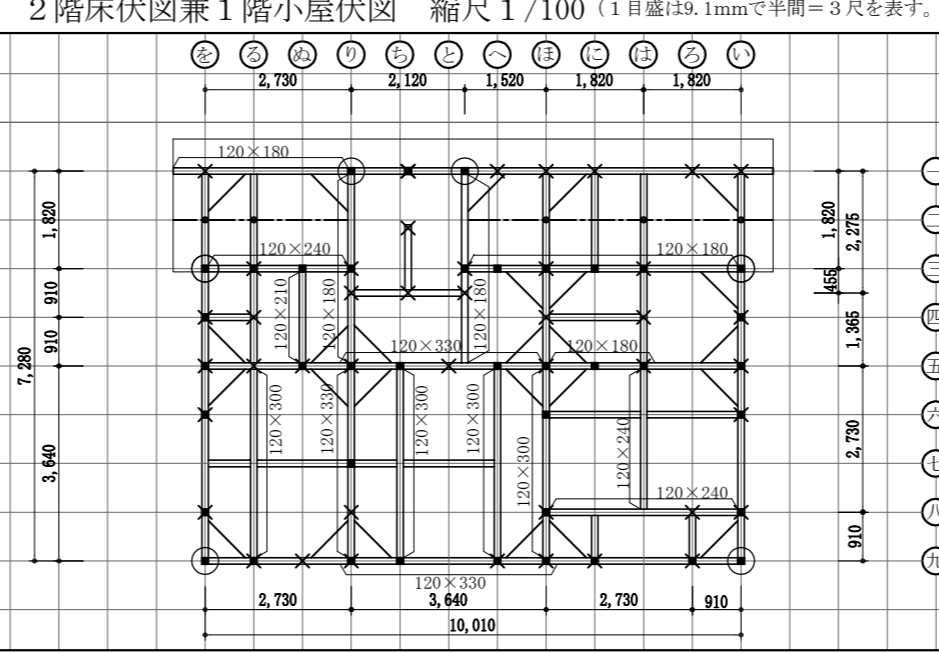 ２階床伏図兼１階小屋伏図　縮尺１/100（１目盛は9.1mmで半間＝３尺を表す。
を る ぬ り ち と へ ほ に は ろ い
2,730 2,120 1,520 1,820 1,820
120×180
一
1,820 1,820 2,275
二
120×240 120×180
三
910 120×210 120×180 120×180 455
四
910 1,365
120×330 120×180
7,280
五
120×300 120×330 120×300 120×300
六
120×300 120×240 2,730
3,640
七
120×240
八
910
九
120×330
2,730 3,640 2,730 910
10,010